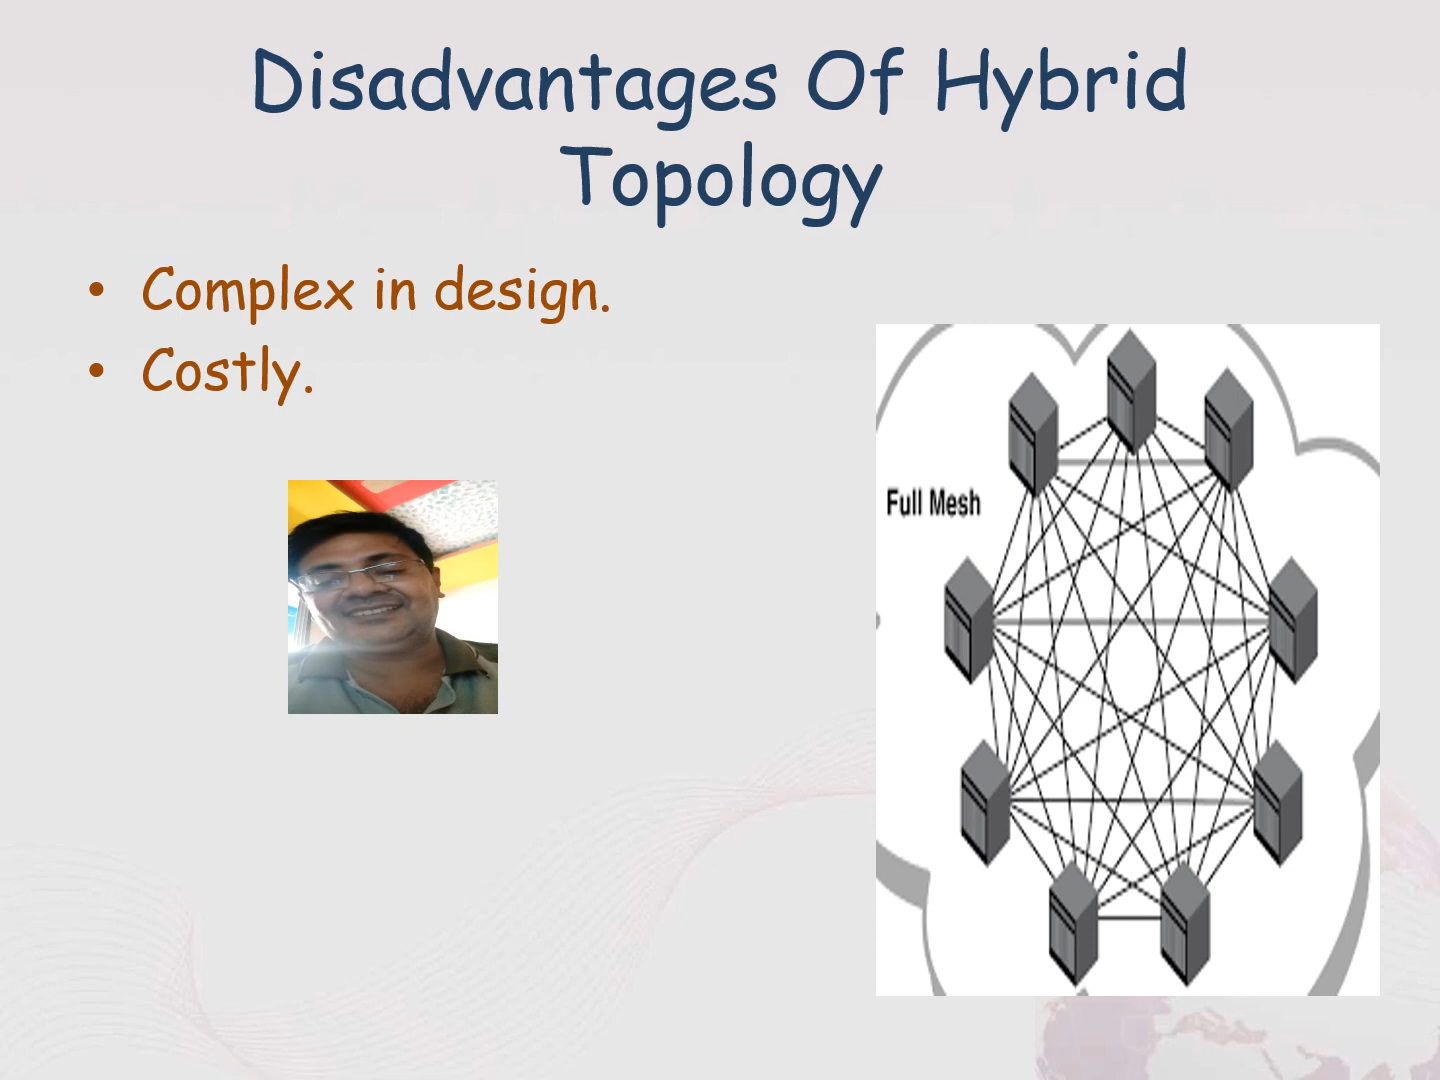 Disadvantages Of Hybrid
Topology
• Complex in design.
• Costly.
Full Mesh